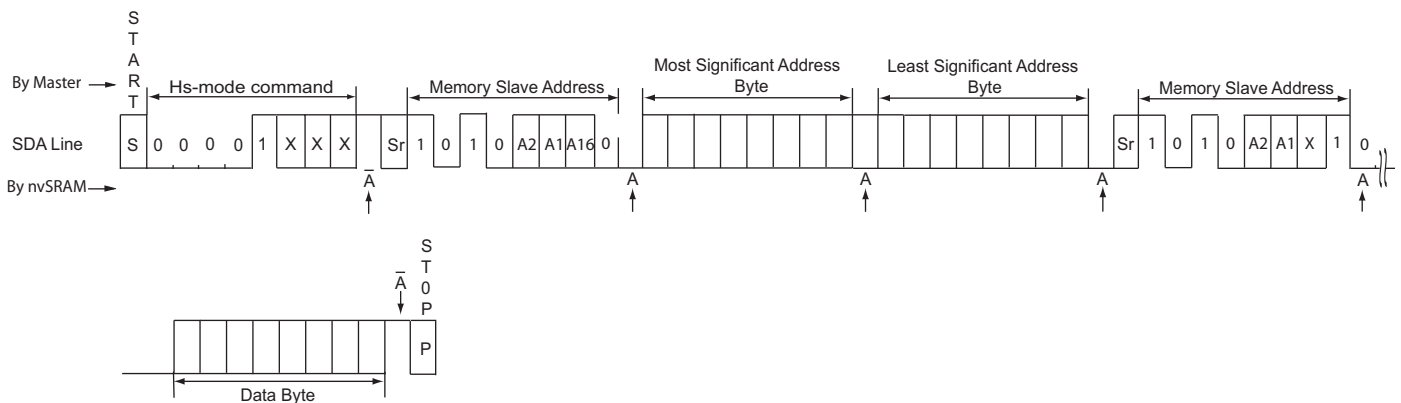 START
By Master
Hs-mode command
Memory Slave Address
Most Significant Address
Byte
Least Significant Address
Byte
Memory Slave Address
SDA Line
S 0 0 0 0 1 X X X Sr 1 0 1 0 A2 A1 A16 0 Sr 1 0 1 0 A2 A1 X 1 0
By nvSRAM
A̅ A A A A
ST0P
A̅
P
Data Byte